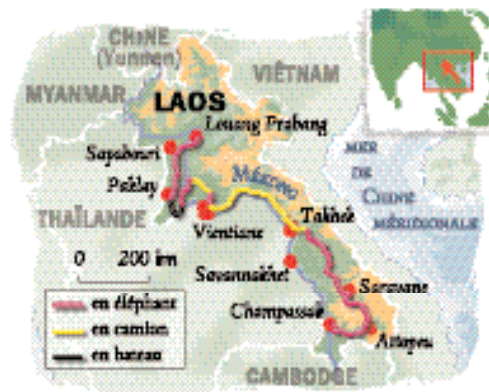 CHINE
(Yunnan)
VIÊTNAM
MYANMAR
LAOS
Louang Prabang
Sayabouri
Paklay
MÉKONG
MER
DE
CHINE
MÉRIDIONALE
THAÏLANDE
Vientiane
Takhek
0 200 km
Savannakhet
Saravane
en éléphant
Champassak
en camion
en bateau
Attopeu
CAMBODGE